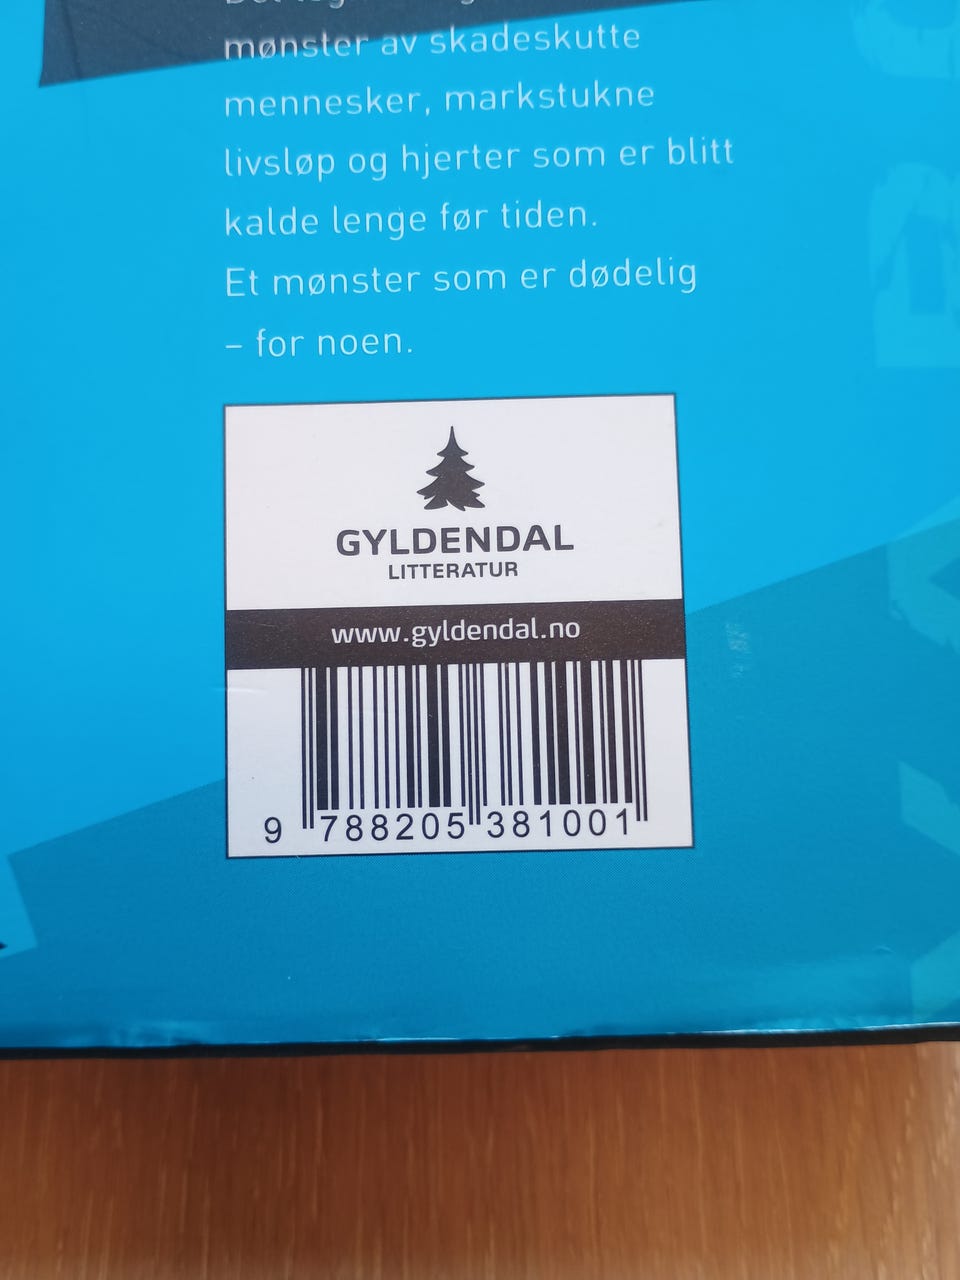 mønster av skadeskutte
mennesker, markstukne
livsløp og hjerter som er blitt
kalde lenge før tiden.
Et mønster som er dødelig
– for noen.
GYLDENDAL
LITTERATUR
www.gyldendal.no
9 788205 381001